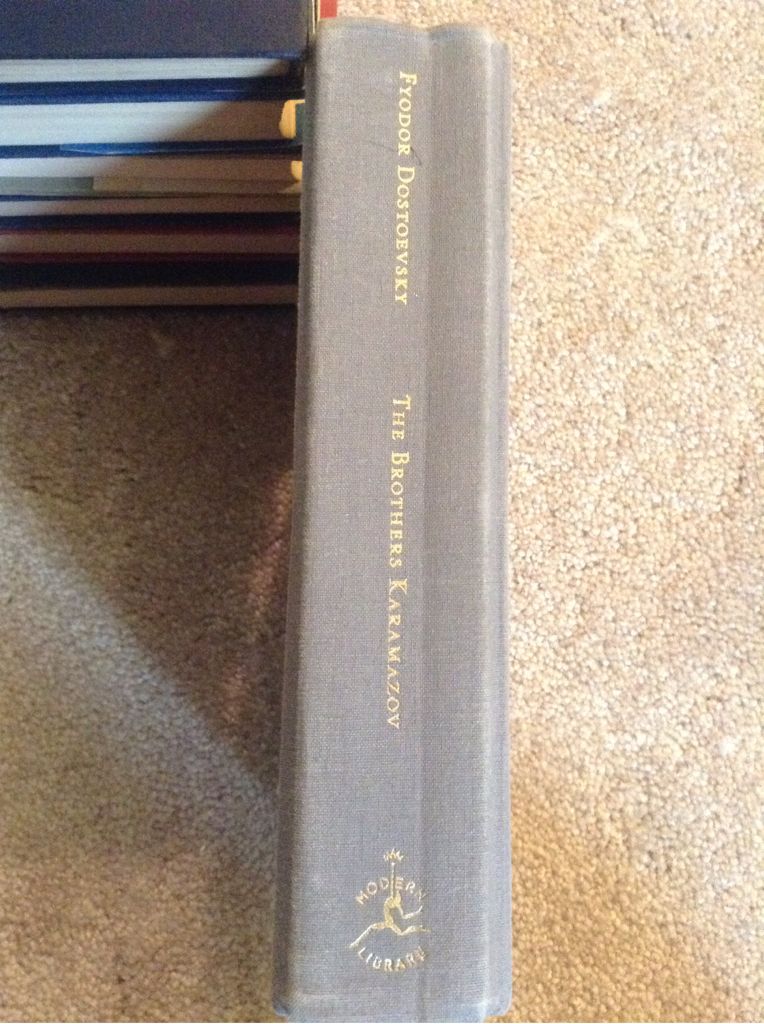 FYODOR DOSTOEVSKY
THE BROTHERS KARAMAZOV
MODERN
LIBRARY